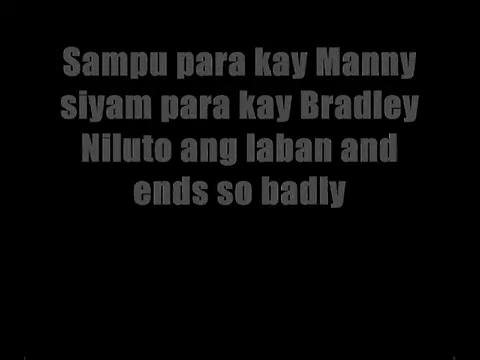 Sampu para kay Manny
siyam para kay Bradley
Niluto ang laban and
ends so badly